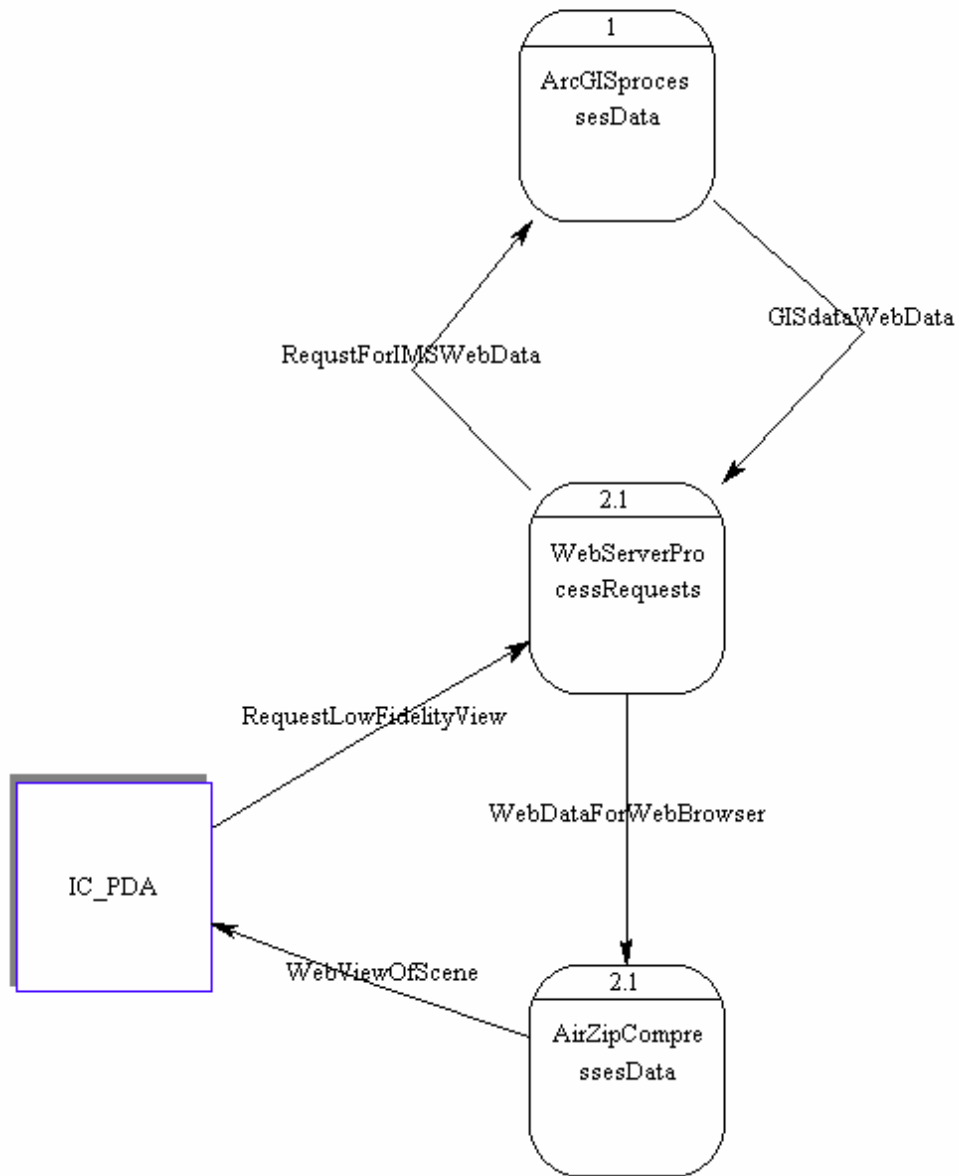 1
ArcGISproces
sesData
GISdataWebData
RequstForIMSWebData
2.1
WebServerPro
cessRequests
RequestLowFidelityView
WebDataForWebBrowser
IC_PDA
WebViewOfScene
2.1
AirZipCompre
ssesData